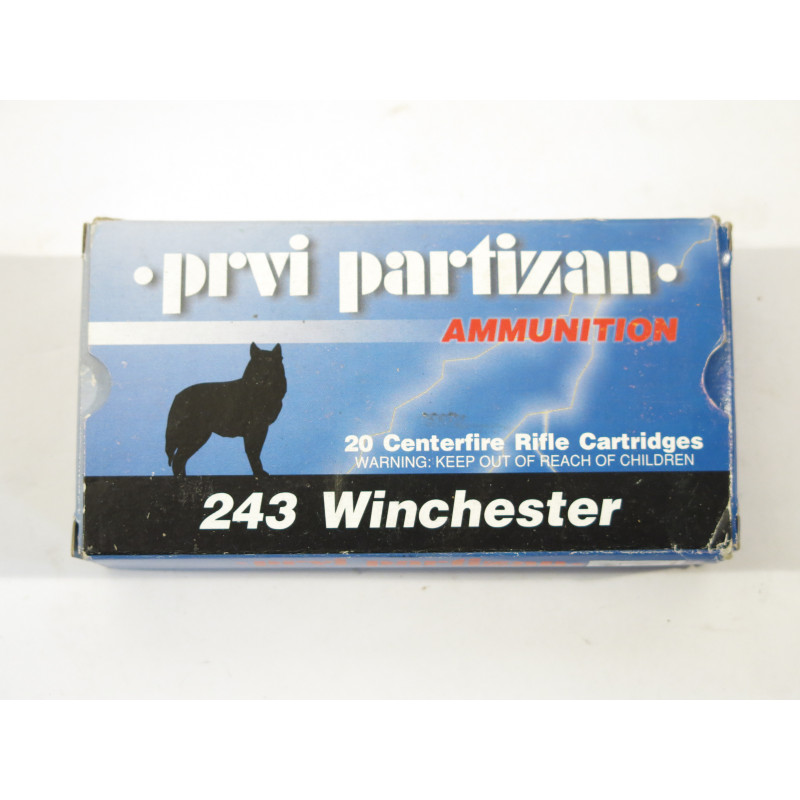 •prvi partizan•
AMMUNITION
20 Centerfire Rifle Cartridges
WARNING: KEEP OUT OF REACH OF CHILDREN
243 Winchester